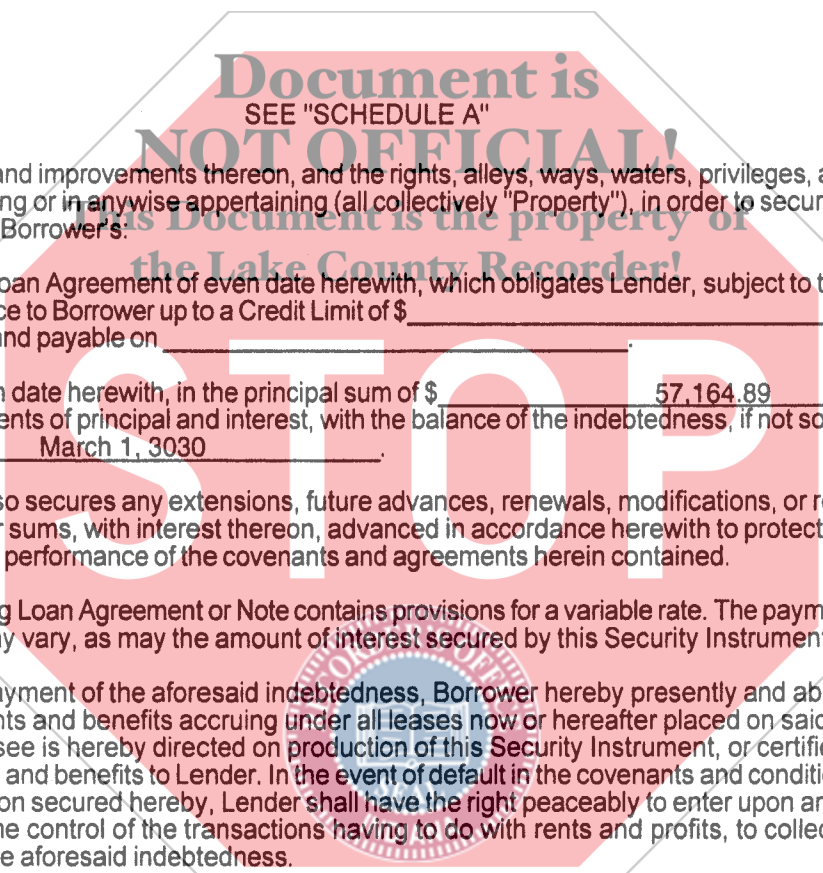 Document is
SEE "SCHEDULE A"
NOT OFFICIAL!
and improvements thereon, and the rights, alleys, ways, waters, privileges,
ng or in anywise appertaining (all collectively "Property"), in order to secur
This Document is the property of
Borrower's:
the Lake County Recorder!
oan Agreement of even date herewith, which obligates Lender, subject to t
ce to Borrower up to a Credit Limit of $
nd payable on .
STOP
n date herewith, in the principal sum of $ 57,164.89
ents of principal and interest, with the balance of the indebtedness, if not so
March 1, 3030 .
so secures any extensions, future advances, renewals, modifications, or r
r sums, with interest thereon, advanced in accordance herewith to protect
performance of the covenants and agreements herein contained.
g Loan Agreement or Note contains provisions for a variable rate. The paym
ay vary, as may the amount of interest secured by this Security Instrument
ayment of the aforesaid indebtedness, Borrower hereby presently and ab
nts and benefits accruing under all leases now or hereafter placed on said
see is hereby directed on production of this Security Instrument, or certifi
and benefits to Lender. In the event of default in the covenants and conditi
on secured hereby, Lender shall have the right peaceably to enter upon an
ne control of the transactions having to do with rents and profits, to collec
e aforesaid indebtedness.
SEAL